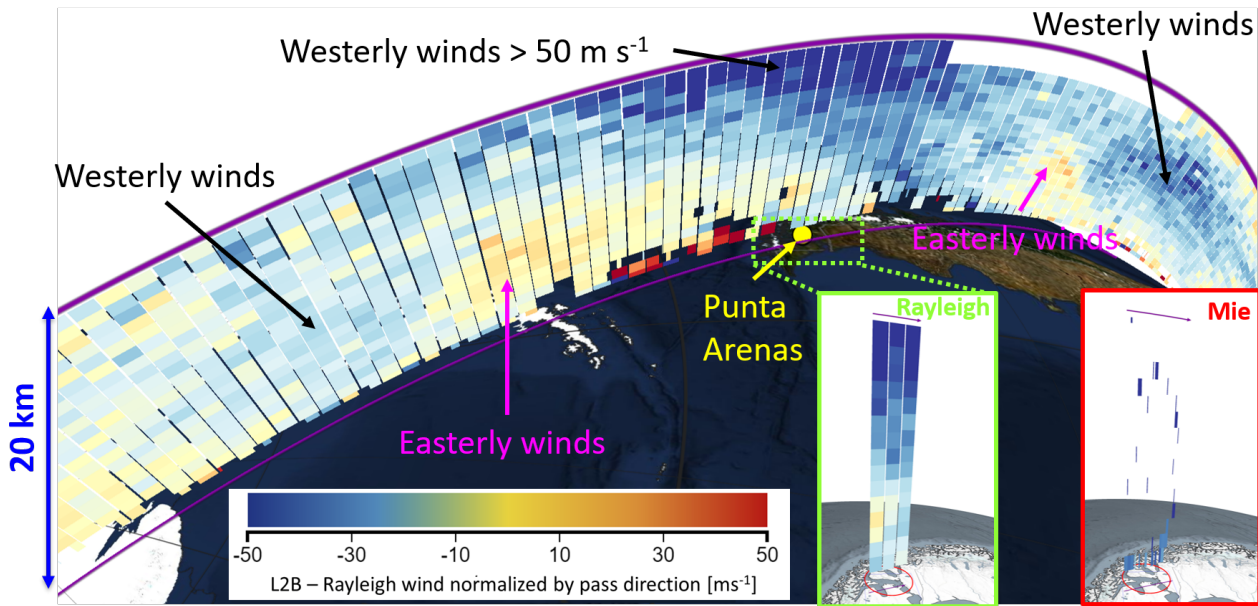 Westerly winds > 50 m s⁻¹
Westerly winds
Westerly winds
Easterly winds
Punta
Arenas
Easterly winds
20 km
-50 -30 -10 10 30 50
L2B – Rayleigh wind normalized by pass direction [ms⁻¹]
Rayleigh
Mie